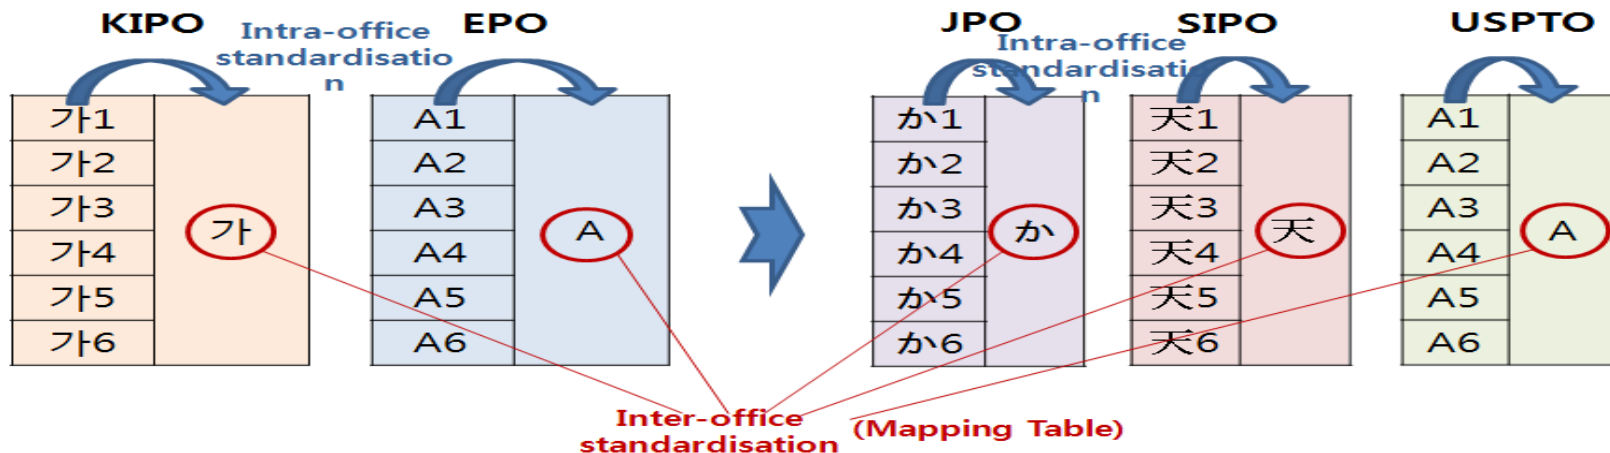 KIPO
Intra-office
standardisatio
n
EPO
JPO
Intra-office
standardisatio
n
SIPO
USPTO
가1
가2
가3
가4
가5
가6
가
A1
A2
A3
A4
A5
A6
A
か1
か2
か3
か4
か5
か6
か
天1
天2
天3
天4
天5
天6
天
A1
A2
A3
A4
A5
A6
A
Inter-office
standardisation
(Mapping Table)